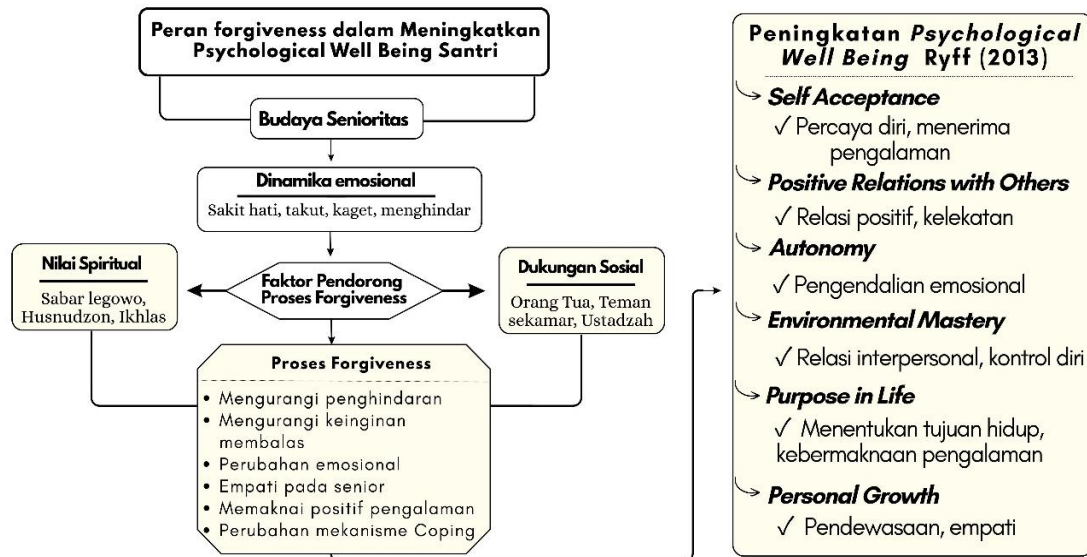 Peran forgiveness dalam Meningkatkan
Psychological Well Being Santri
Budaya Senioritas
Dinamika emosional
Sakit hati, takut, kaget, menghindar
Nilai Spiritual
Sabar legowo,
Husnudzon, Ikhlas
Faktor Pendorong
Proses Forgiveness
Dukungan Sosial
Orang Tua, Teman
sekamar, Ustadzah
Proses Forgiveness
• Mengurangi penghindaran
• Mengurangi keinginan
membalas
• Perubahan emosional
• Empati pada senior
• Memaknai positif pengalaman
• Perubahan mekanisme Coping
Peningkatan Psychological
Well Being Ryff (2013)
Self Acceptance
✓ Percaya diri, menerima
pengalaman
Positive Relations with Others
✓ Relasi positif, kelekatan
Autonomy
✓ Pengendalian emosional
Environmental Mastery
✓ Relasi interpersonal, kontrol diri
Purpose in Life
✓ Menentukan tujuan hidup,
kebermaknaan pengalaman
Personal Growth
✓ Pendewasaan, empati